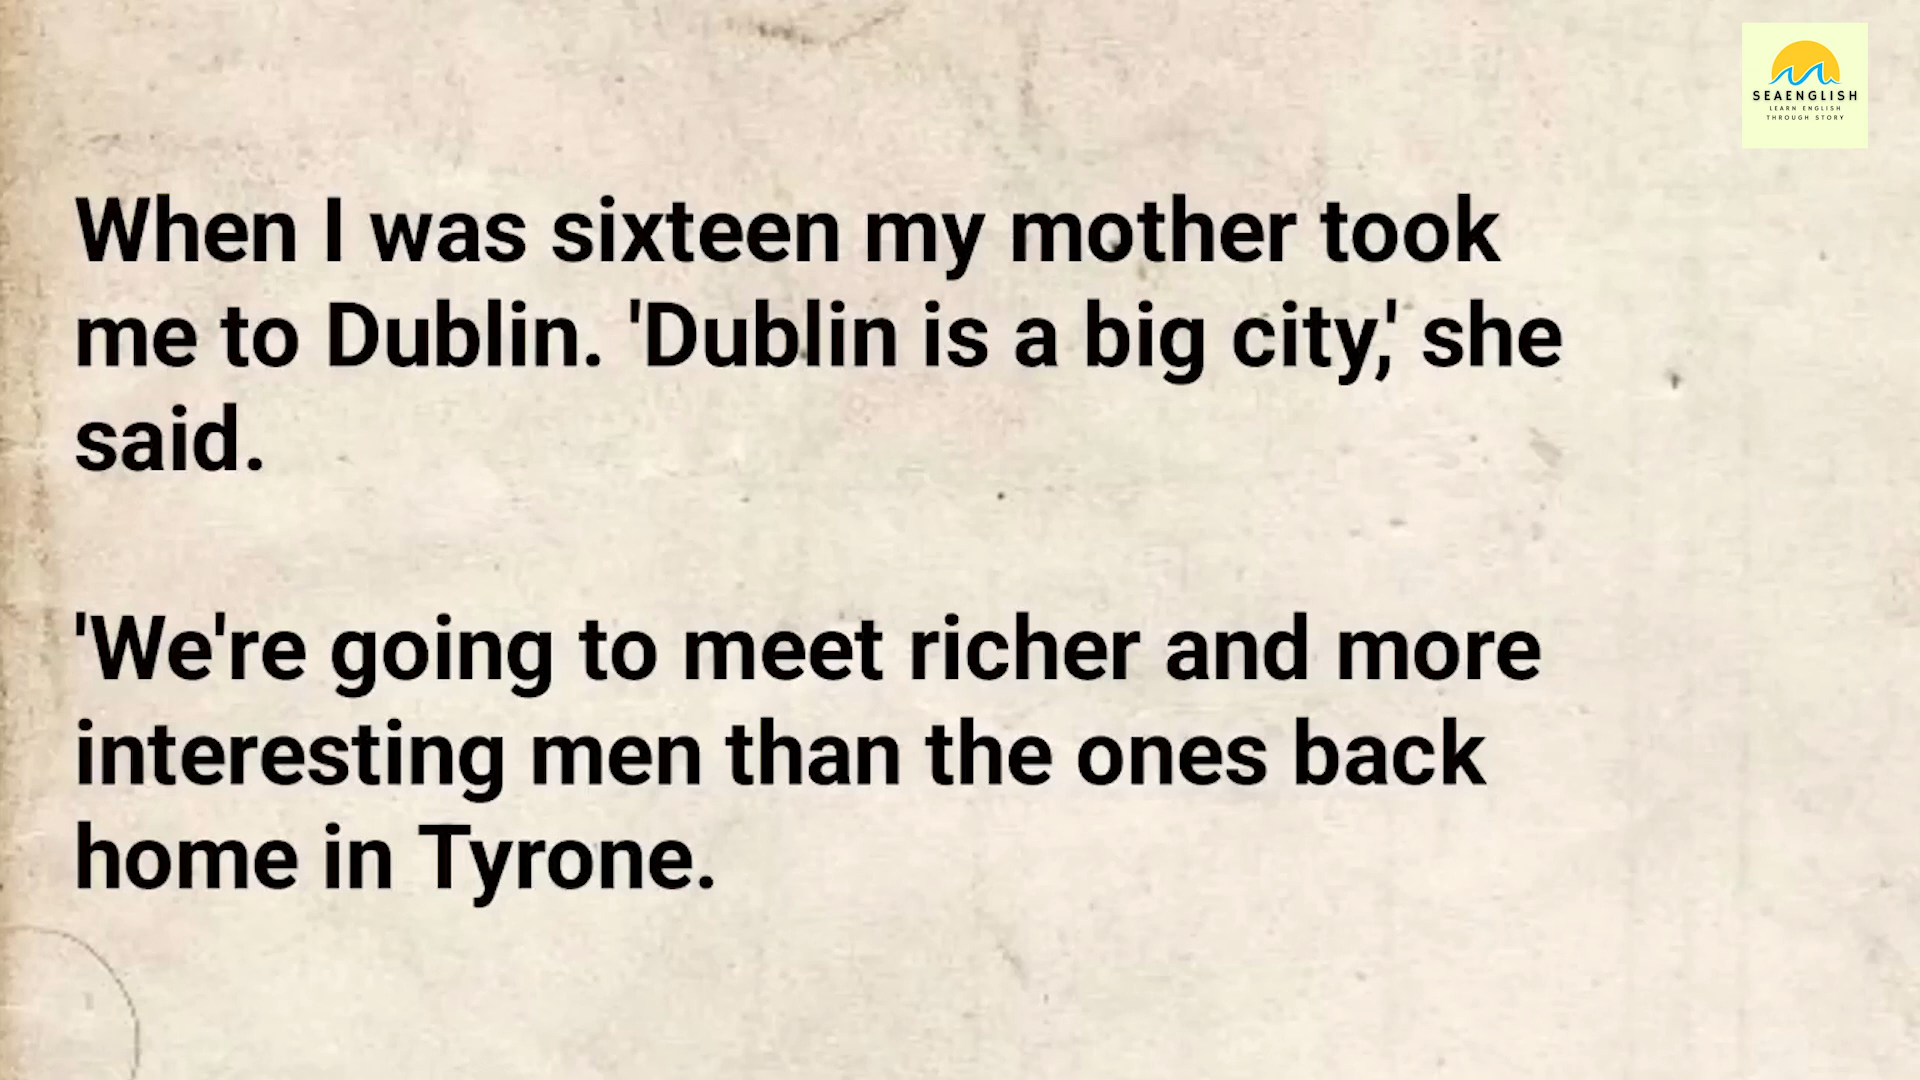 SEAENGLISH
LEARN ENGLISH
THROUGH STORY
When I was sixteen my mother took
me to Dublin. 'Dublin is a big city,' she
said.
'We're going to meet richer and more
interesting men than the ones back
home in Tyrone.